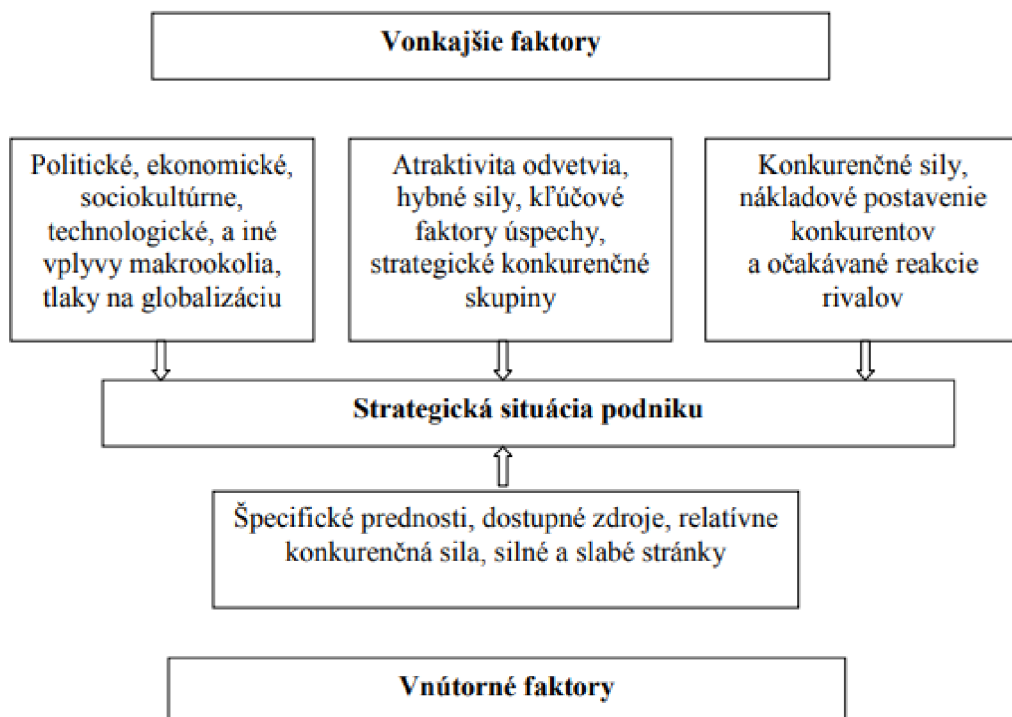 Vonkajšie faktory
Politické, ekonomické,
sociokultúrne,
technologické, a iné
vplyvy makrookolia,
tlaky na globalizáciu
Atraktivita odvetvia,
hybné sily, kľúčové
faktory úspechy,
strategické konkurenčné
skupiny
Konkurenčné sily,
nákladové postavenie
konkurentov
a očakávané reakcie
rivalov
Strategická situácia podniku
Špecifické prednosti, dostupné zdroje, relatívne
konkurenčná sila, silné a slabé stránky
Vnútorné faktory